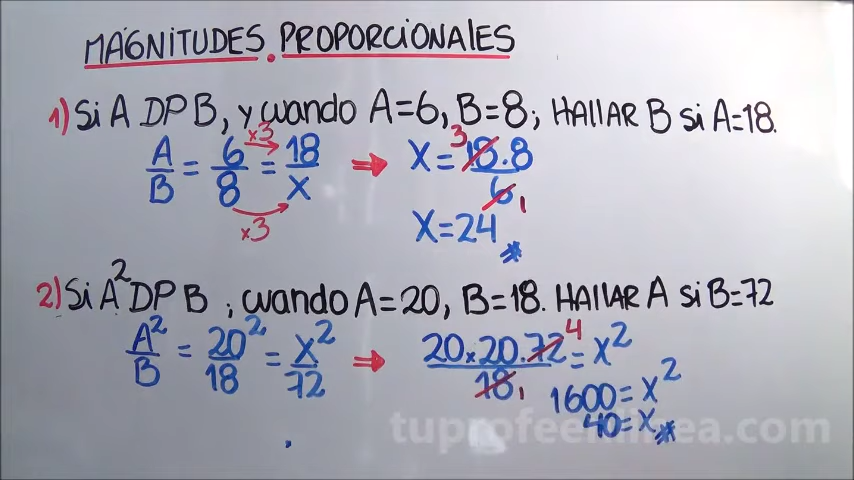 MAGNITUDES PROPORCIONALES
1) Si A DP B, y cuando A=6, B=8; HALLAR B si A=18.
A/B = 6/8 = 18/X ⇒ X = 18.8/6
×3
×3
3
1
X=24
2) Si A² DP B ; cuando A=20, B=18. HALLAR A si B=72
A²/B = 20²/18 = X²/72 ⇒ 20×20.72/18 = X²
4
1
1600=X²
40=X
tuprofeenlinea.com